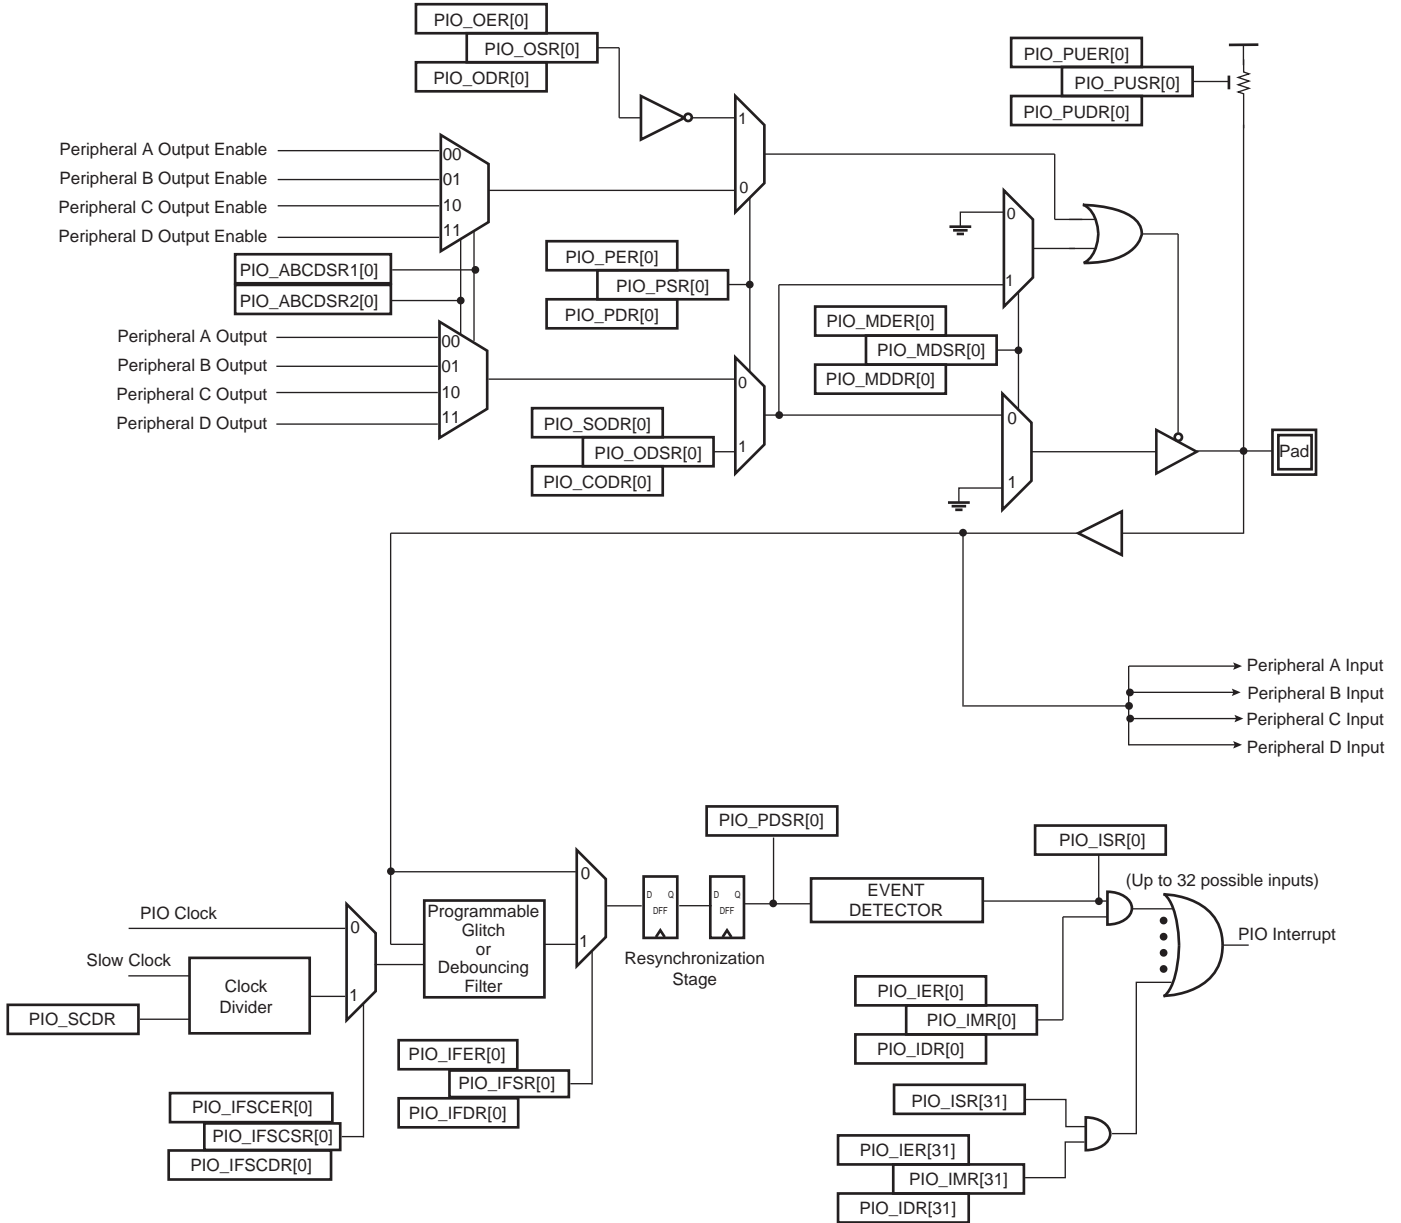 PIO_OER[0]
PIO_OSR[0]
PIO_ODR[0]
PIO_PUER[0]
PIO_PUSR[0]
PIO_PUDR[0]
1
0
Peripheral A Output Enable
Peripheral B Output Enable
Peripheral C Output Enable
Peripheral D Output Enable
00
01
10
11
PIO_ABCDSR1[0]
PIO_ABCDSR2[0]
PIO_PER[0]
PIO_PSR[0]
PIO_PDR[0]
0
1
PIO_MDER[0]
PIO_MDSR[0]
PIO_MDDR[0]
Peripheral A Output
Peripheral B Output
Peripheral C Output
Peripheral D Output
00
01
10
11
0
1
PIO_SODR[0]
PIO_ODSR[0]
PIO_CODR[0]
0
1
Pad
Peripheral A Input
Peripheral B Input
Peripheral C Input
Peripheral D Input
PIO_PDSR[0]
PIO_ISR[0]
(Up to 32 possible inputs)
0
1
D Q
DFF
D Q
DFF
Resynchronization
Stage
EVENT
DETECTOR
PIO Interrupt
PIO Clock
Slow Clock
PIO_SCDR
Clock
Divider
0
1
Programmable
Glitch
or
Debouncing
Filter
PIO_IER[0]
PIO_IMR[0]
PIO_IDR[0]
PIO_IFER[0]
PIO_IFSR[0]
PIO_IFDR[0]
PIO_IFSCER[0]
PIO_IFSCSR[0]
PIO_IFSCDR[0]
PIO_ISR[31]
PIO_IER[31]
PIO_IMR[31]
PIO_IDR[31]